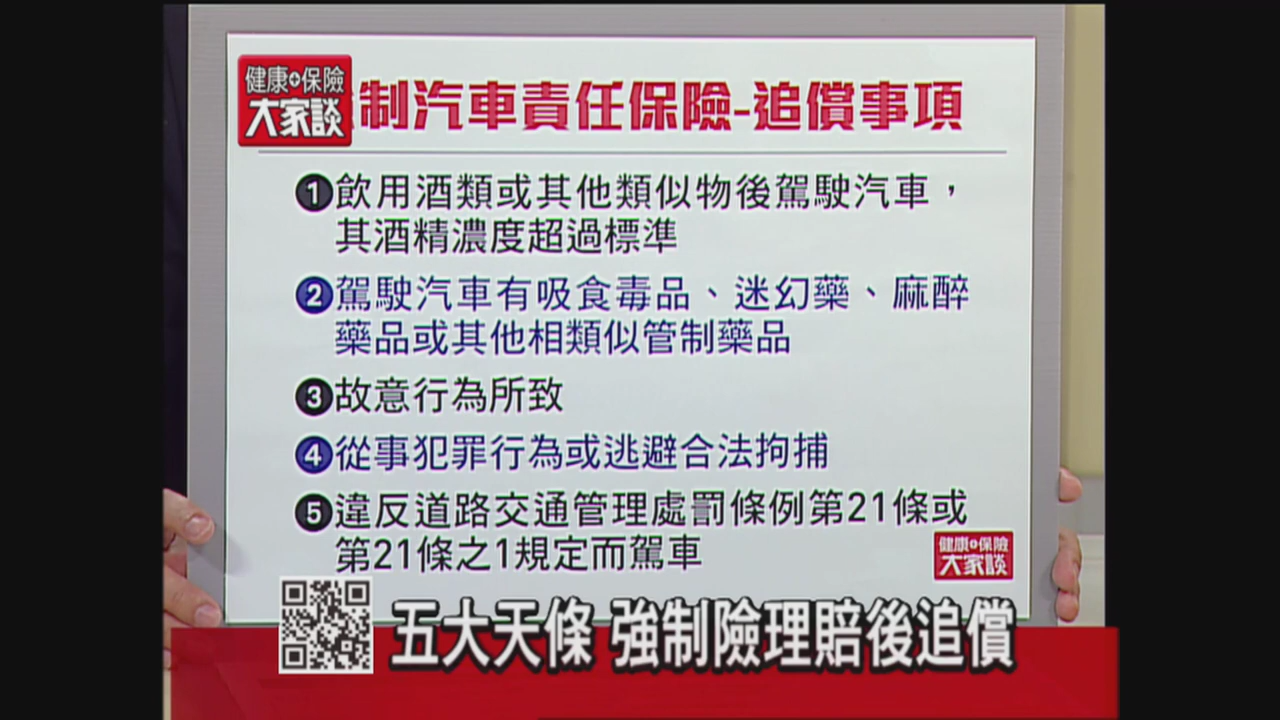 健康+保險
大家談
制汽車責任保險-追償事項
1飲用酒類或其他類似物後駕駛汽車，
其酒精濃度超過標準
2駕駛汽車有吸食毒品、迷幻藥、麻醉
藥品或其他相類似管制藥品
3故意行為所致
4從事犯罪行為或逃避合法拘捕
5違反道路交通管理處罰條例第21條或
第21條之1規定而駕車
健康+保險
大家談
五大天條 強制險理賠後追償